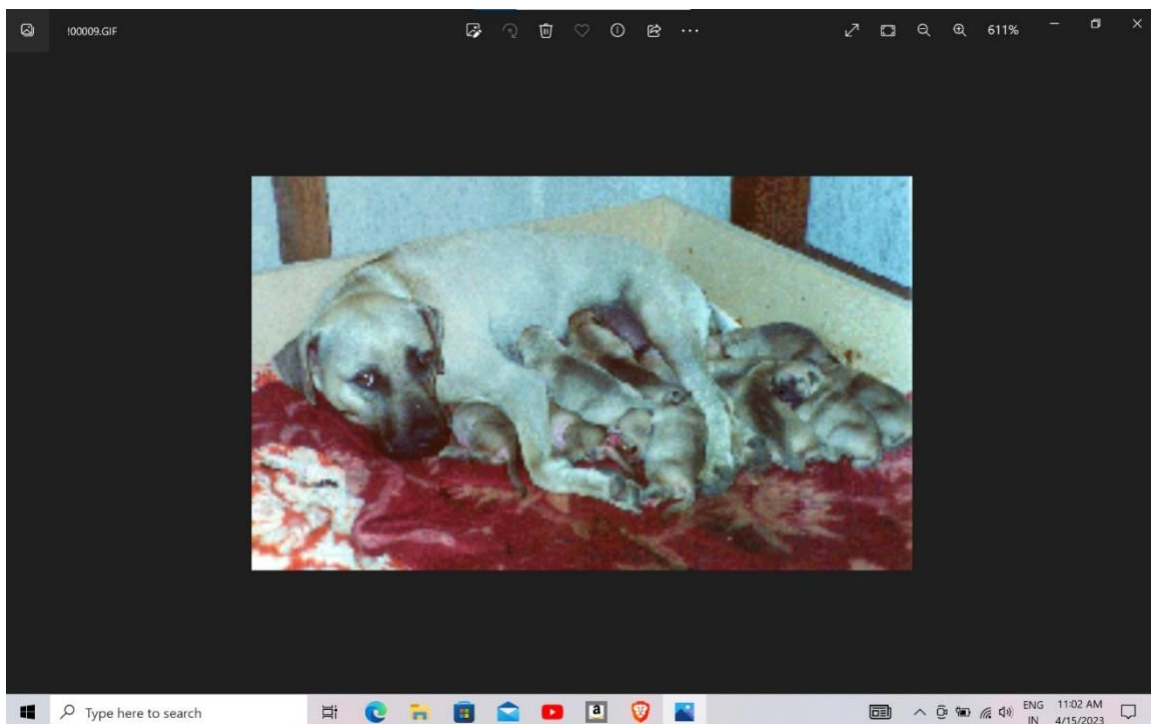 !00009.GIF
611%
Type here to search
a
ENG
IN
11:02 AM
4/15/2023